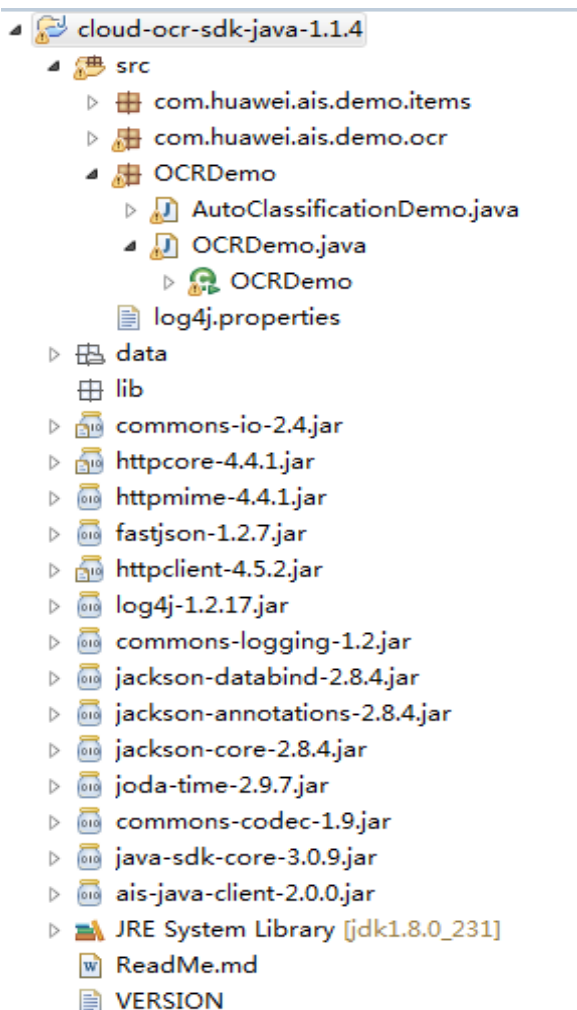 cloud-ocr-sdk-java-1.1.4
src
com.huawei.ais.demo.items
com.huawei.ais.demo.ocr
OCRDemo
AutoClassificationDemo.java
OCRDemo.java
OCRDemo
log4j.properties
data
lib
commons-io-2.4.jar
httpcore-4.4.1.jar
httpmime-4.4.1.jar
fastjson-1.2.7.jar
httpclient-4.5.2.jar
log4j-1.2.17.jar
commons-logging-1.2.jar
jackson-databind-2.8.4.jar
jackson-annotations-2.8.4.jar
jackson-core-2.8.4.jar
joda-time-2.9.7.jar
commons-codec-1.9.jar
java-sdk-core-3.0.9.jar
ais-java-client-2.0.0.jar
JRE System Library [jdk1.8.0_231]
ReadMe.md
VERSION